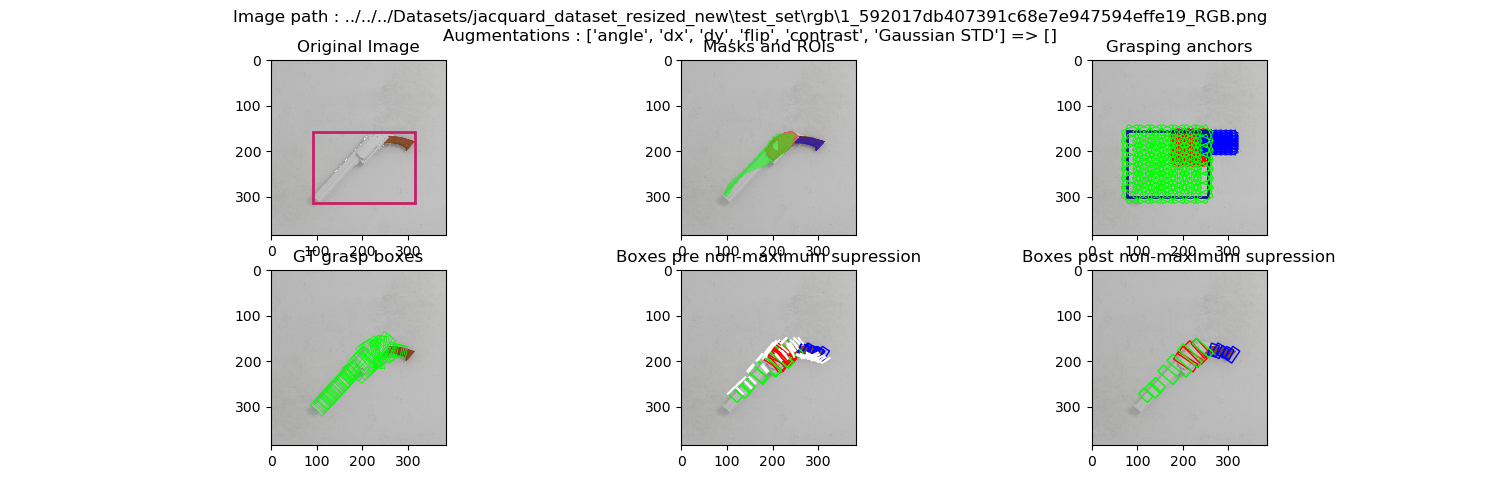 Image path : ../../../Datasets/jacquard_dataset_resized_new\test_set\rgb\1_592017db407391c68e7e947594effe19_RGB.png
Augmentations : ['angle', 'dx', 'dy', 'flip', 'contrast', 'Gaussian STD'] => []
Original Image
Masks and ROIs
Grasping anchors
0
100
200
300
0 100 200 300
0
100
200
300
0 100 200 300
0
100
200
300
0 100 200 300
GT grasp boxes
Boxes pre non-maximum supression
Boxes post non-maximum supression
0
100
200
300
0 100 200 300
0
100
200
300
0 100 200 300
0
100
200
300
0 100 200 300